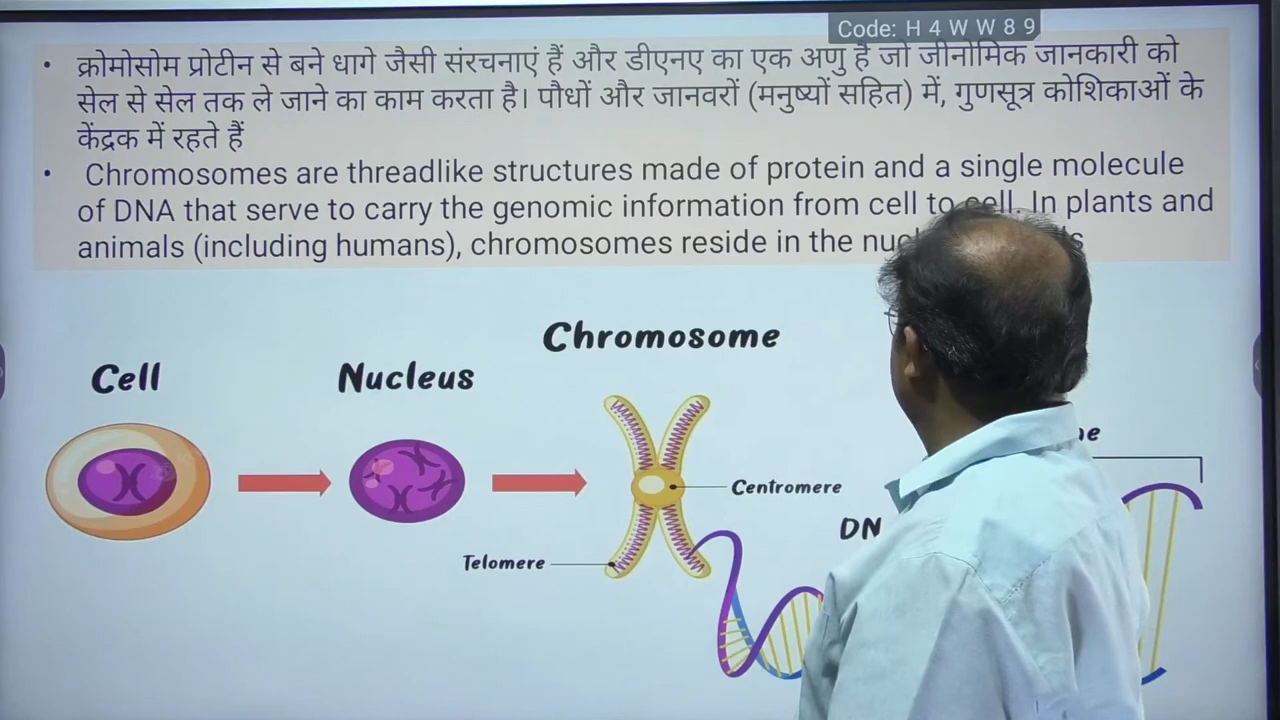 Code: H 4 W W 8 9
• क्रोमोसोम प्रोटीन से बने धागे जैसी संरचनाएं हैं और डीएनए का एक अणु है जो जीनोमिक जानकारी को
सेल से सेल तक ले जाने का काम करता है। पौधों और जानवरों (मनुष्यों सहित) में, गुणसूत्र कोशिकाओं के
केंद्रक में रहते हैं
• Chromosomes are threadlike structures made of protein and a single molecule
of DNA that serve to carry the genomic information from cell to cell. In plants and
animals (including humans), chromosomes reside in the
Chromosome
Cell
Nucleus
Centromere
Telomere